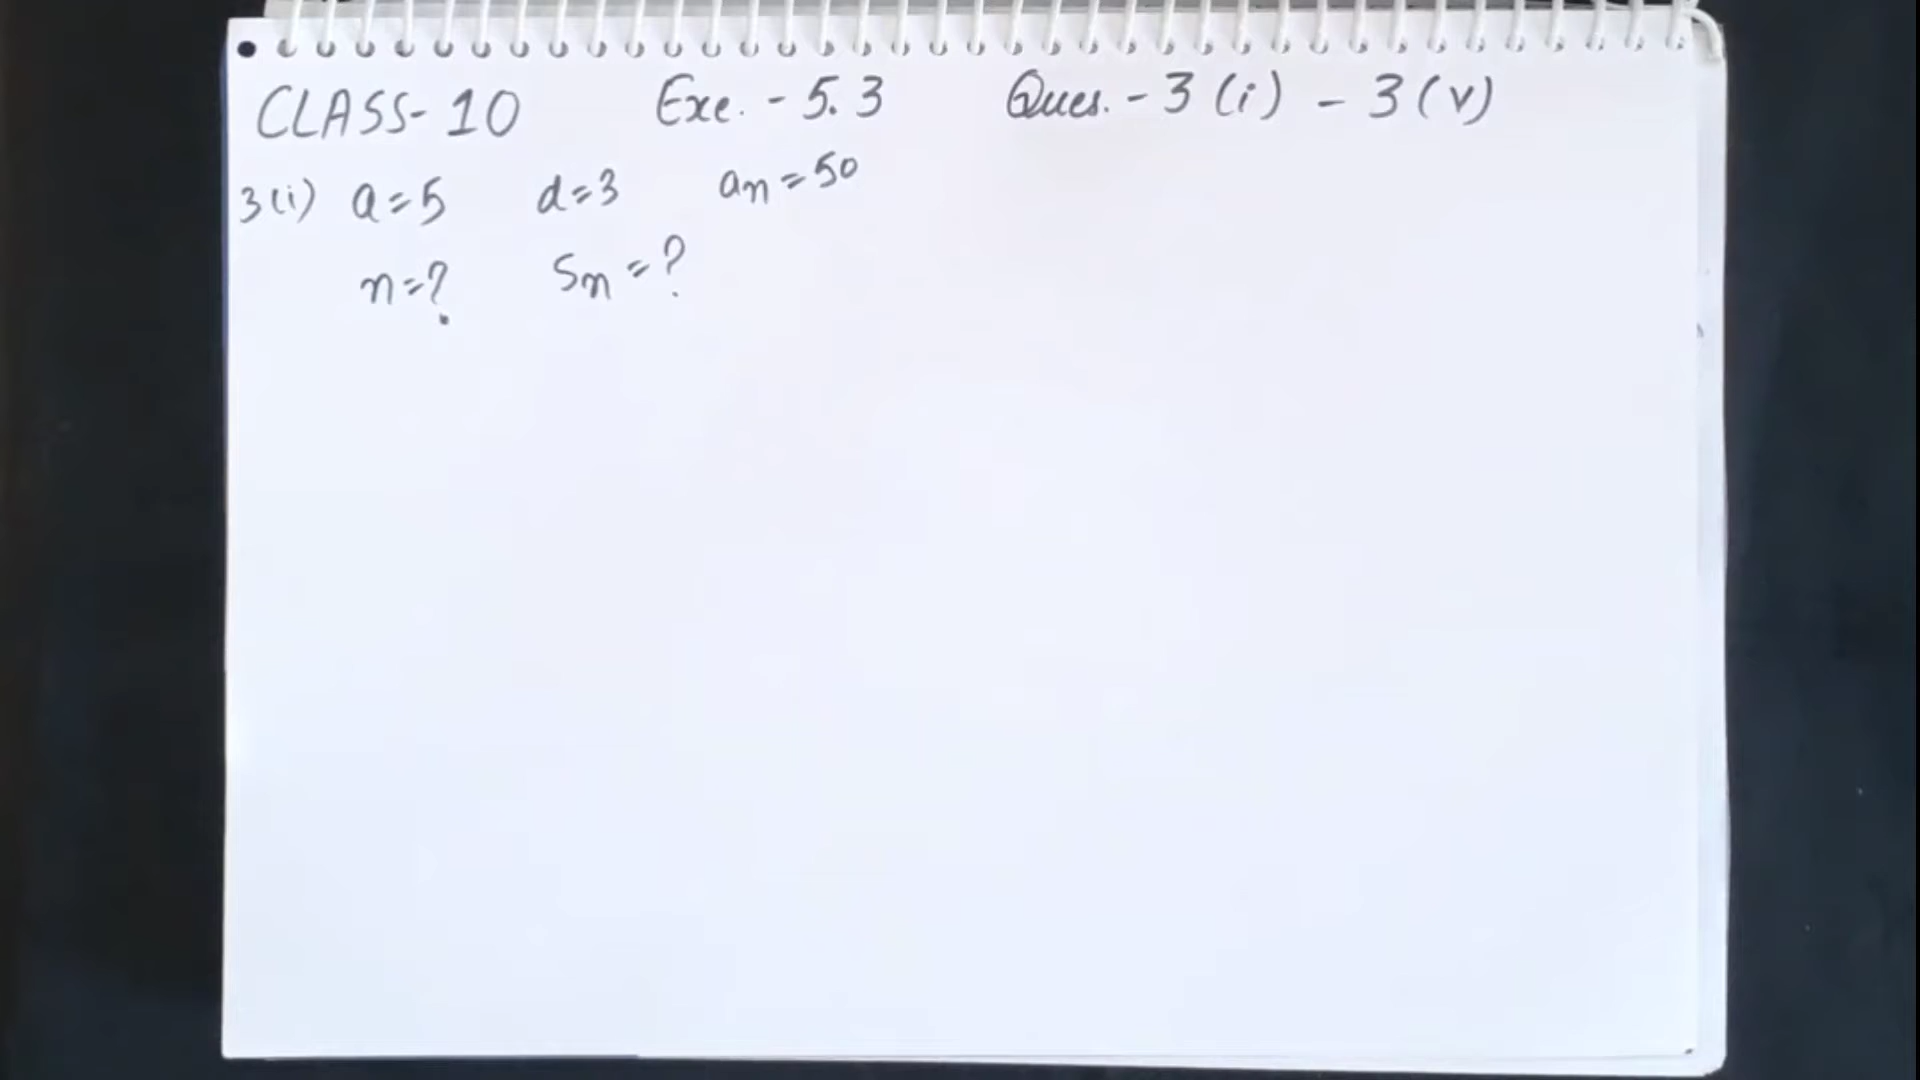 CLASS-10 Exe. - 5.3 Ques. - 3 (i) - 3 (v)
3(i) a=5 d=3 an=50
n=? Sn=?